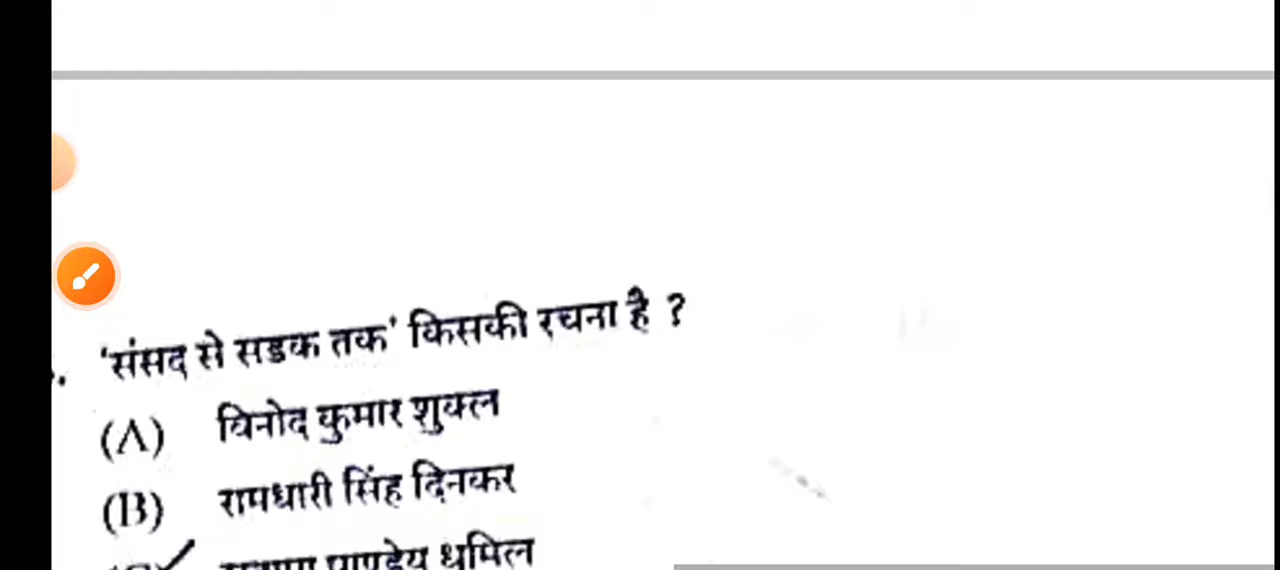 'संसद से सडक तक' किसकी रचना है ?
(A) विनोद कुमार शुक्ल
(B) रामधारी सिंह दिनकर
पाण्डेय धूमिल